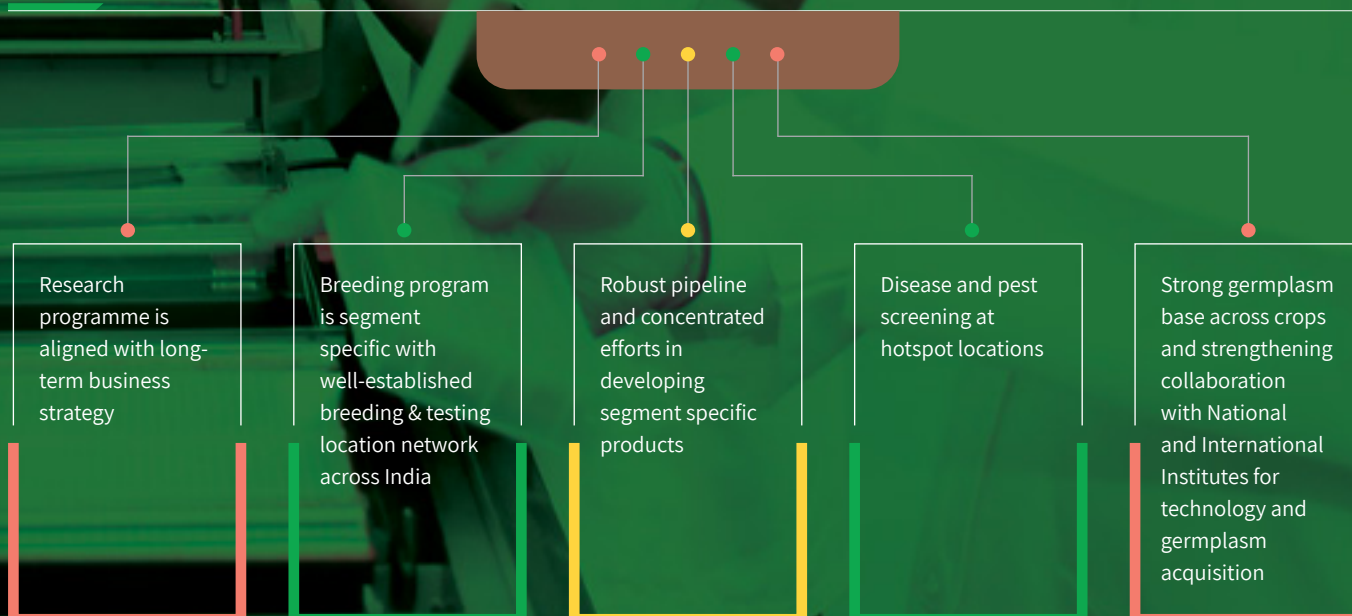 Research
programme is
aligned with long-
term business
strategy
Breeding program
is segment
specific with
well-established
breeding & testing
location network
across India
Robust pipeline
and concentrated
efforts in
developing
segment specific
products
Disease and pest
screening at
hotspot locations
Strong germplasm
base across crops
and strengthening
collaboration
with National
and International
Institutes for
technology and
germplasm
acquisition